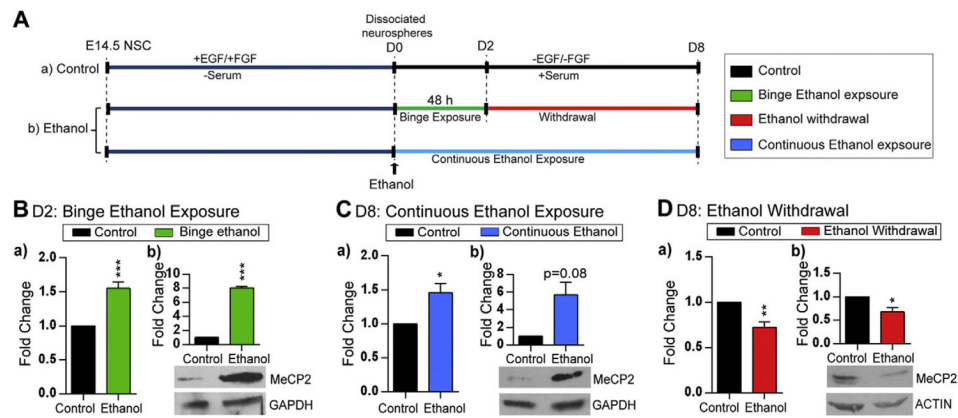 A
E14.5 NSC
Dissociated
neurospheres
D0
D2
D8
a) Control
+EGF/+FGF
-Serum
-EGF/-FGF
+Serum
b) Ethanol
48 h
Binge Exposure
Withdrawal
Continuous Ethanol Exposure
Ethanol
Control
Binge Ethanol expsoure
Ethanol withdrawal
Continuous Ethanol expsoure
B D2: Binge Ethanol Exposure
Control
Binge ethanol
a)
Fold Change
2.0
1.5
1.0
0.5
0.0
***
Control Ethanol
b)
Fold Change
10
8
6
4
2
0
***
Control Ethanol
MeCP2
GAPDH
C D8: Continuous Ethanol Exposure
Control
Continuous Ethanol
a)
Fold Change
2.0
1.5
1.0
0.5
0.0
*
Control Ethanol
b)
Fold Change
8
6
4
2
0
p=0.08
Control Ethanol
MeCP2
GAPDH
D D8: Ethanol Withdrawal
Control
Ethanol Withdrawal
a)
Fold Change
1.5
1.0
0.5
0.0
**
Control Ethanol
b)
Fold Change
1.5
1.0
0.5
0.0
*
Control Ethanol
MeCP2
ACTIN